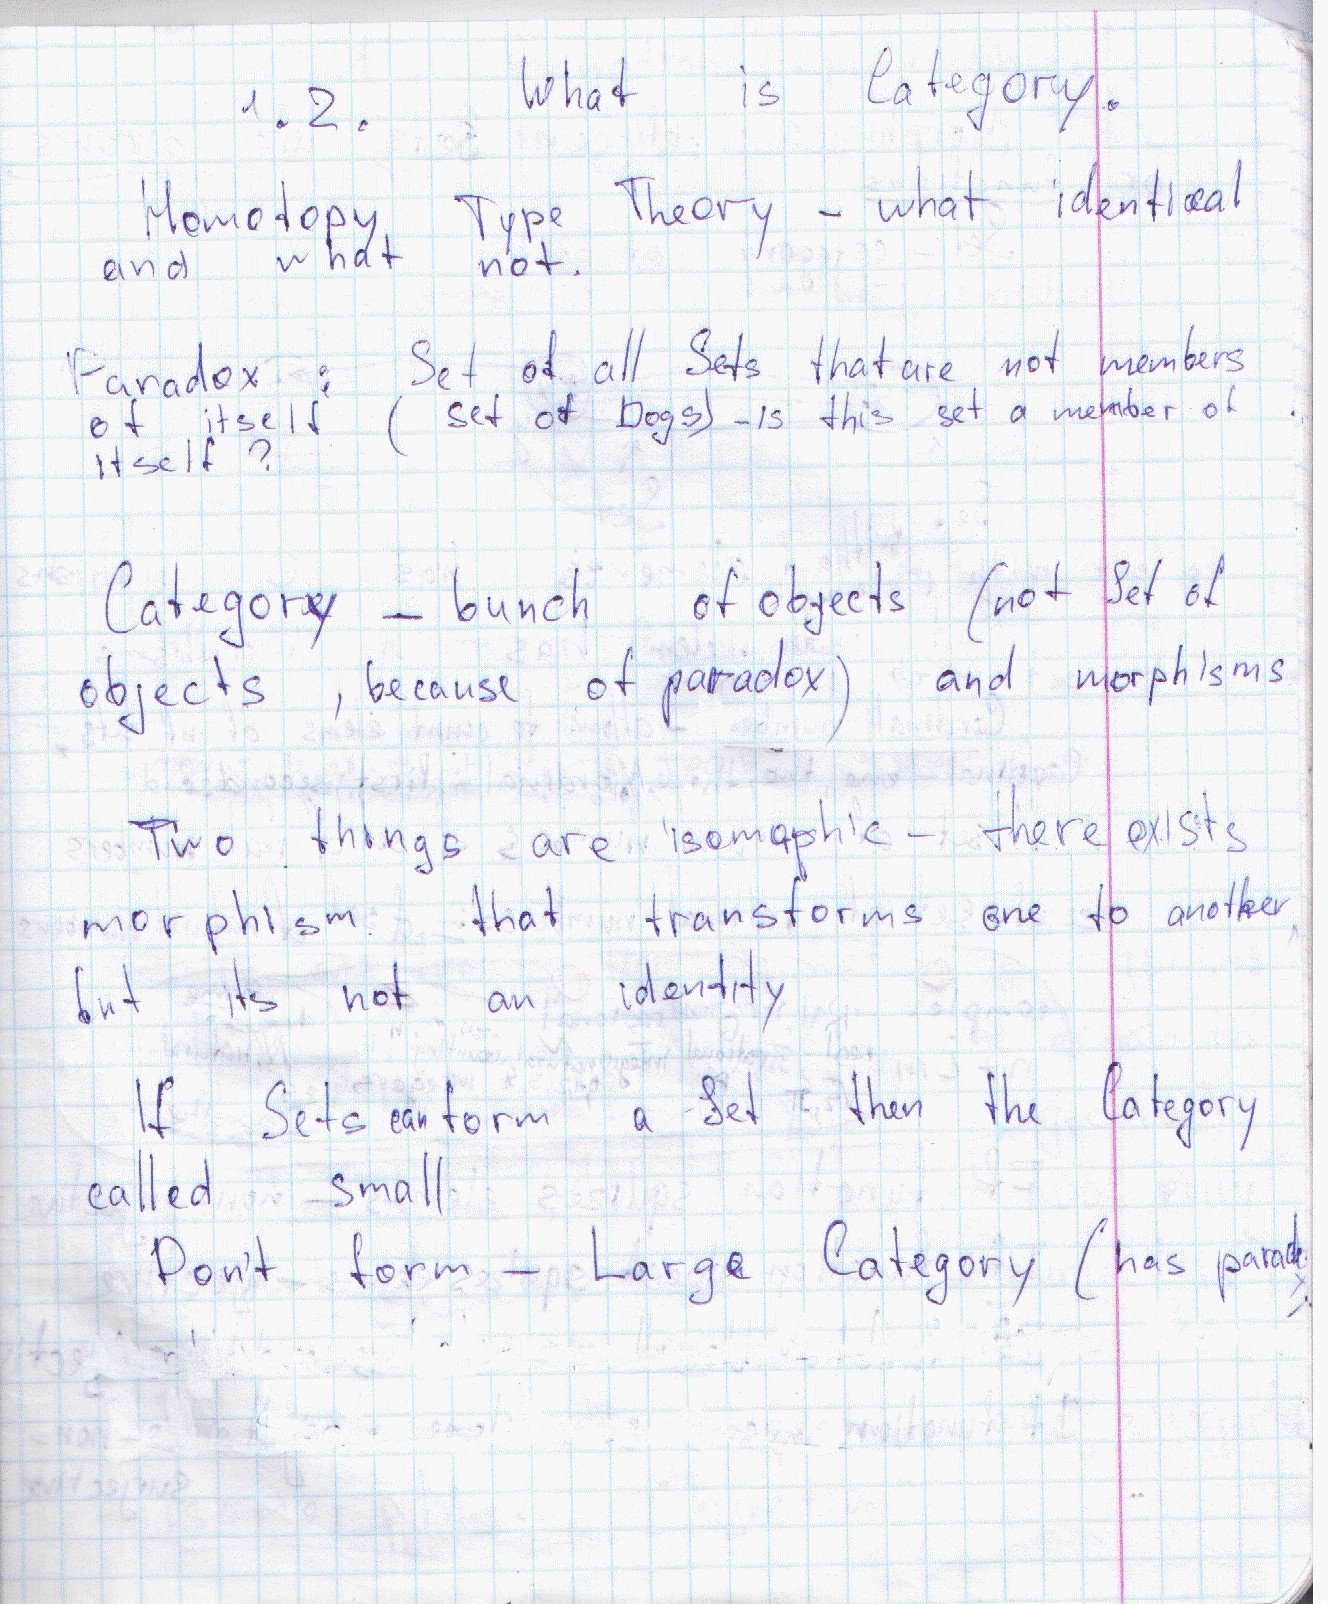 1.2. What is Category.
Homotopy Type Theory - what identical
and what not.
Paradox : Set of all Sets that are not members
of itself ( set of Dogs) - is this set a member of
itself ?
Category - bunch of objects (not Set of
objects , because of paradox) and morphisms
Two things are isomophic - there exists
morphism that transforms one to another,
but its not an identity
If Sets can form a Set then the Category
called small
Don't form - Large Category (has paradox)